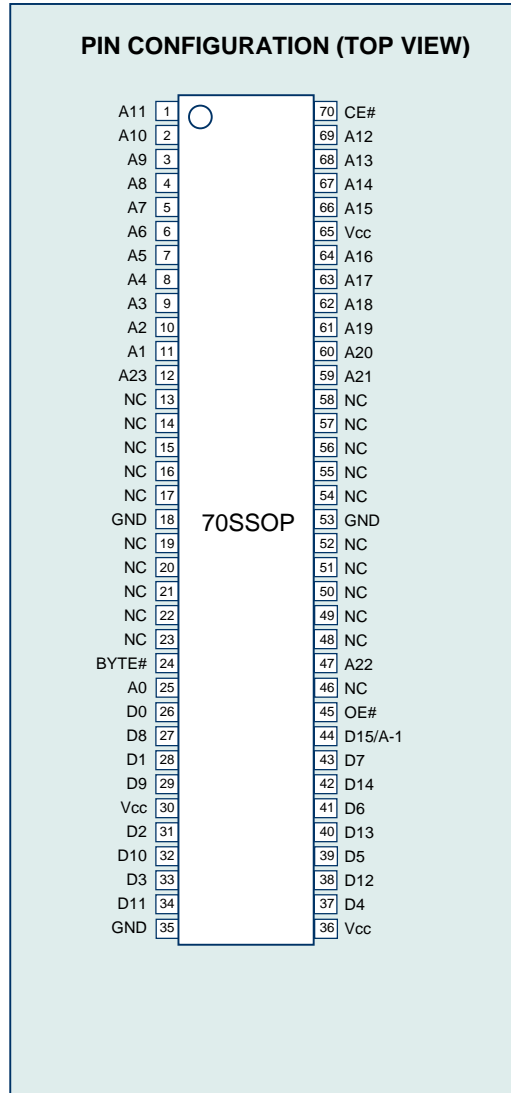 PIN CONFIGURATION (TOP VIEW)
A11 1 70 CE#
A10 2 69 A12
A9 3 68 A13
A8 4 67 A14
A7 5 66 A15
A6 6 65 Vcc
A5 7 64 A16
A4 8 63 A17
A3 9 62 A18
A2 10 61 A19
A1 11 60 A20
A23 12 59 A21
NC 13 58 NC
NC 14 57 NC
NC 15 56 NC
NC 16 55 NC
NC 17 54 NC
GND 18 70SSOP 53 GND
NC 19 52 NC
NC 20 51 NC
NC 21 50 NC
NC 22 49 NC
NC 23 48 NC
BYTE# 24 47 A22
A0 25 46 NC
D0 26 45 OE#
D8 27 44 D15/A-1
D1 28 43 D7
D9 29 42 D14
Vcc 30 41 D6
D2 31 40 D13
D10 32 39 D5
D3 33 38 D12
D11 34 37 D4
GND 35 36 Vcc